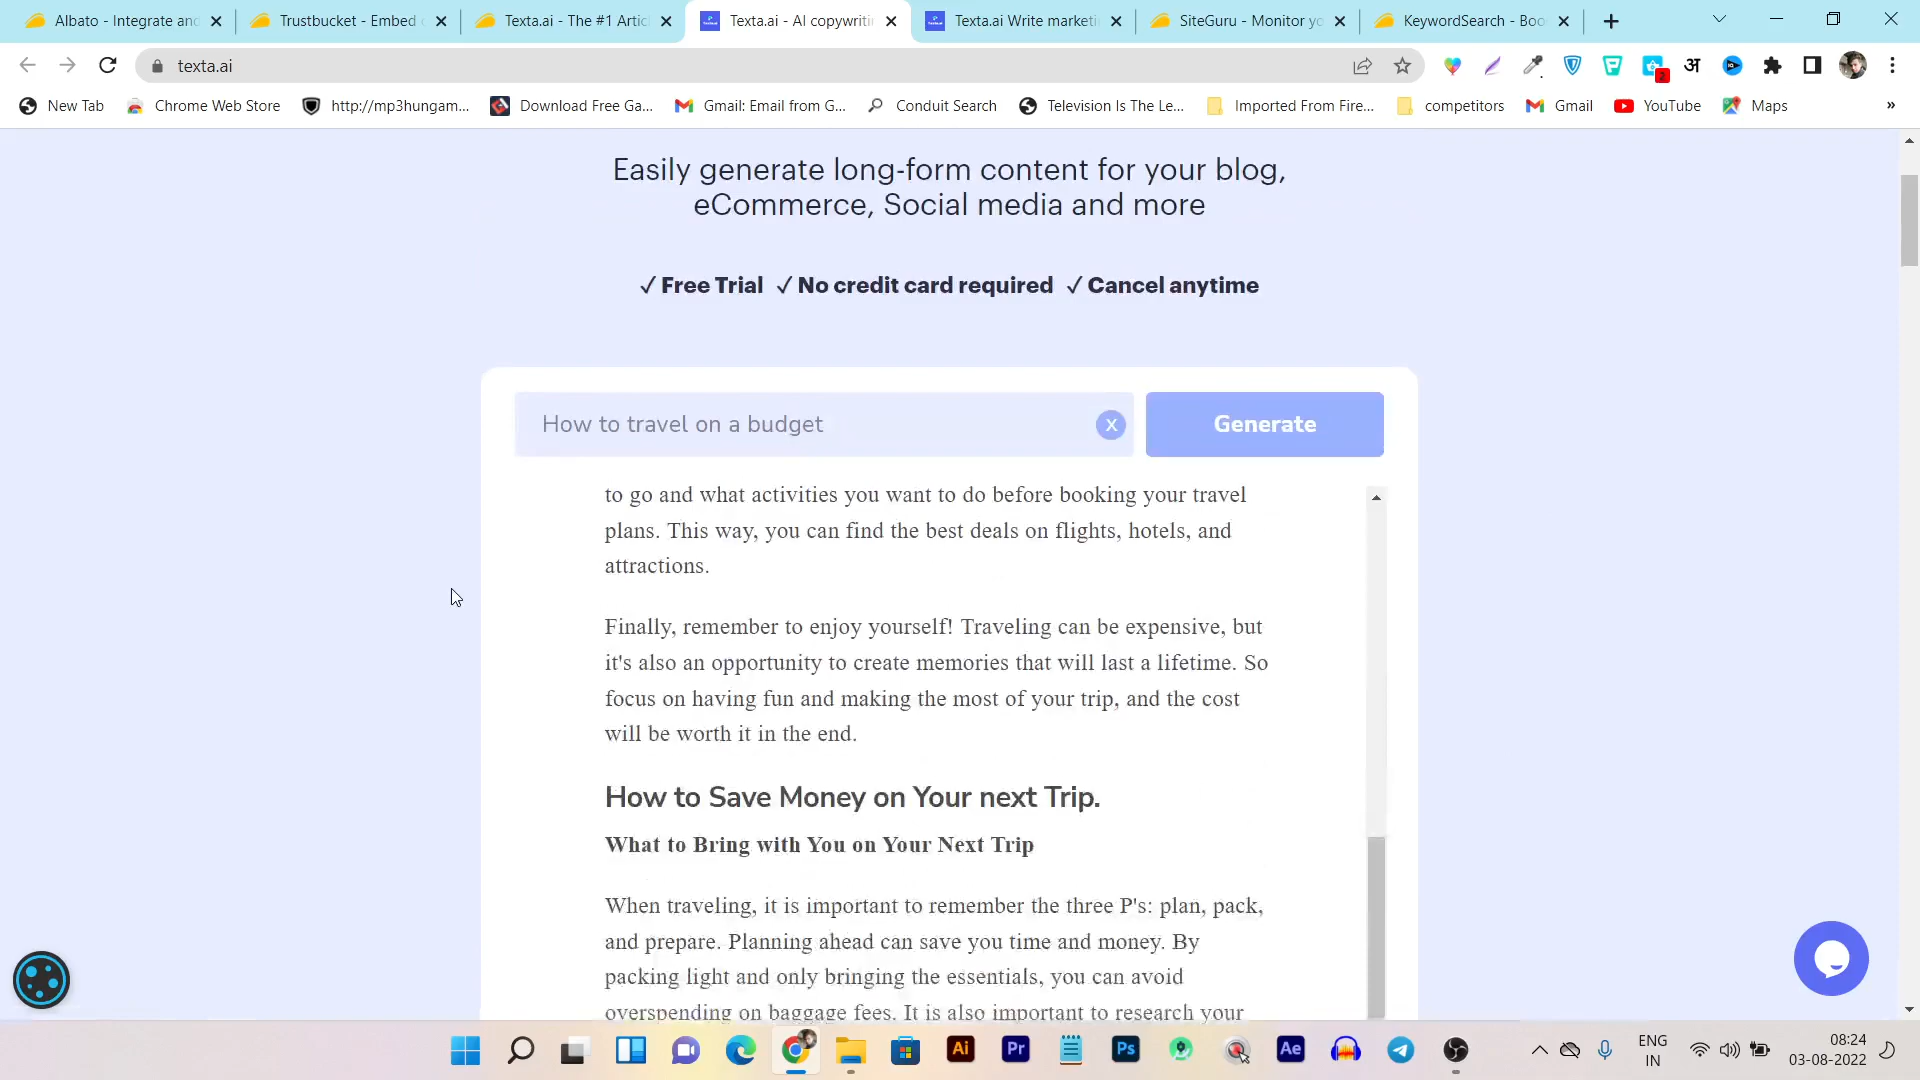 Albato - Integrate and
Trustbucket - Embed
Texta.ai - The #1 Artic
Texta.ai - AI copywriti
Texta.ai Write marketi
SiteGuru - Monitor yo
KeywordSearch - Boo
texta.ai
2
अ
New Tab
Chrome Web Store
http://mp3hungam...
Download Free Ga...
Gmail: Email from G...
Conduit Search
Television Is The Le...
Imported From Fire...
competitors
Gmail
YouTube
Maps
»
Easily generate long-form content for your blog,
eCommerce, Social media and more
✓ Free Trial ✓ No credit card required ✓ Cancel anytime
How to travel on a budget
X
Generate
to go and what activities you want to do before booking your travel
plans. This way, you can find the best deals on flights, hotels, and
attractions.
Finally, remember to enjoy yourself! Traveling can be expensive, but
it's also an opportunity to create memories that will last a lifetime. So
focus on having fun and making the most of your trip, and the cost
will be worth it in the end.
How to Save Money on Your next Trip.
What to Bring with You on Your Next Trip
When traveling, it is important to remember the three P's: plan, pack,
and prepare. Planning ahead can save you time and money. By
packing light and only bringing the essentials, you can avoid
overspending on baggage fees. It is also important to research your
Ai
Pr
Ps
Ae
ENG
IN
08:24
03-08-2022